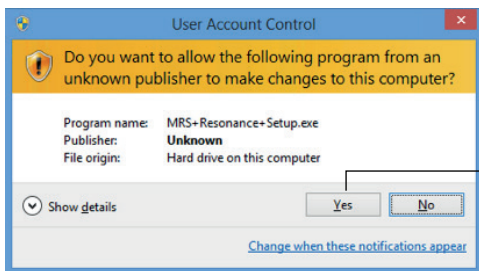 User Account Control
Do you want to allow the following program from an
unknown publisher to make changes to this computer?
Program name: MRS+Resonance+Setup.exe
Publisher: Unknown
File origin: Hard drive on this computer
Show details Yes No
Change when these notifications appear